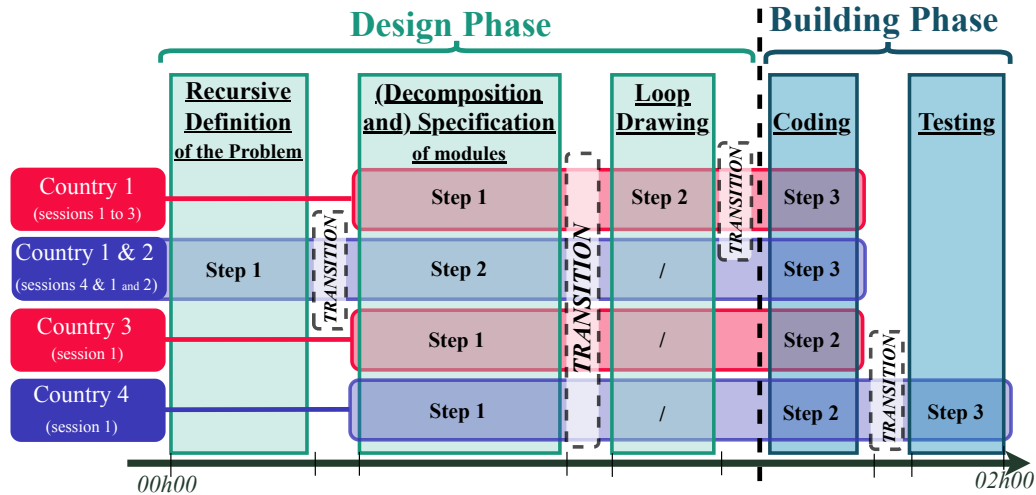 Design Phase
Building Phase
Recursive
Definition
of the Problem
(Decomposition
and) Specification
of modules
Loop
Drawing
Coding
Testing
Country 1
(sessions 1 to 3)
Step 1
Step 2
TRANSITION
Step 3
Country 1 & 2
(sessions 4 & 1 and 2)
Step 1
TRANSITION
Step 2
TRANSITION
/
Step 3
Country 3
(session 1)
Step 1
/
Step 2
Country 4
(session 1)
Step 1
/
Step 2
TRANSITION
Step 3
00h00
02h00